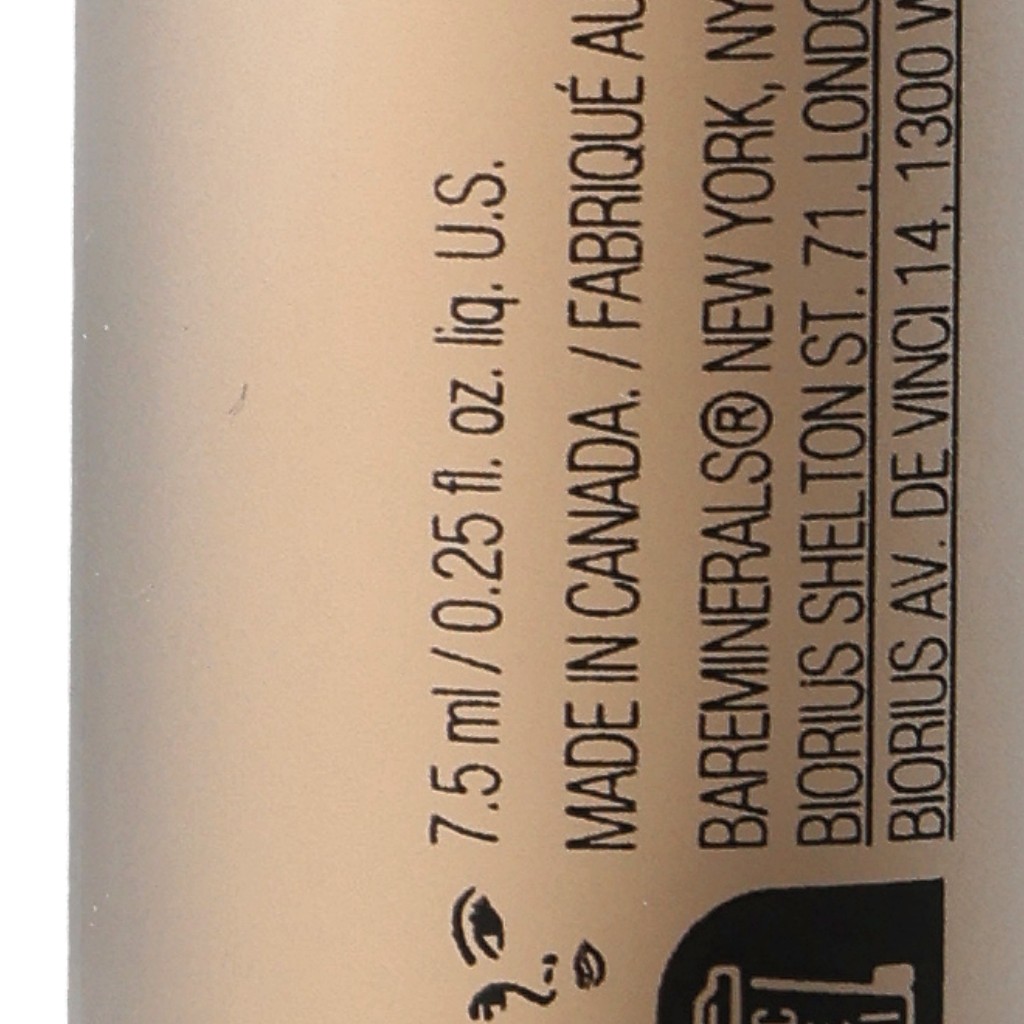 7.5 ml / 0.25 fl. oz. liq. U.S.
MADE IN CANADA. / FABRIQUÉ AU
BAREMINERALS® NEW YORK, NY
BIORIUS SHELTON ST. 71, LONDO
BIORIUS AV. DE VINCI 14, 1300 W